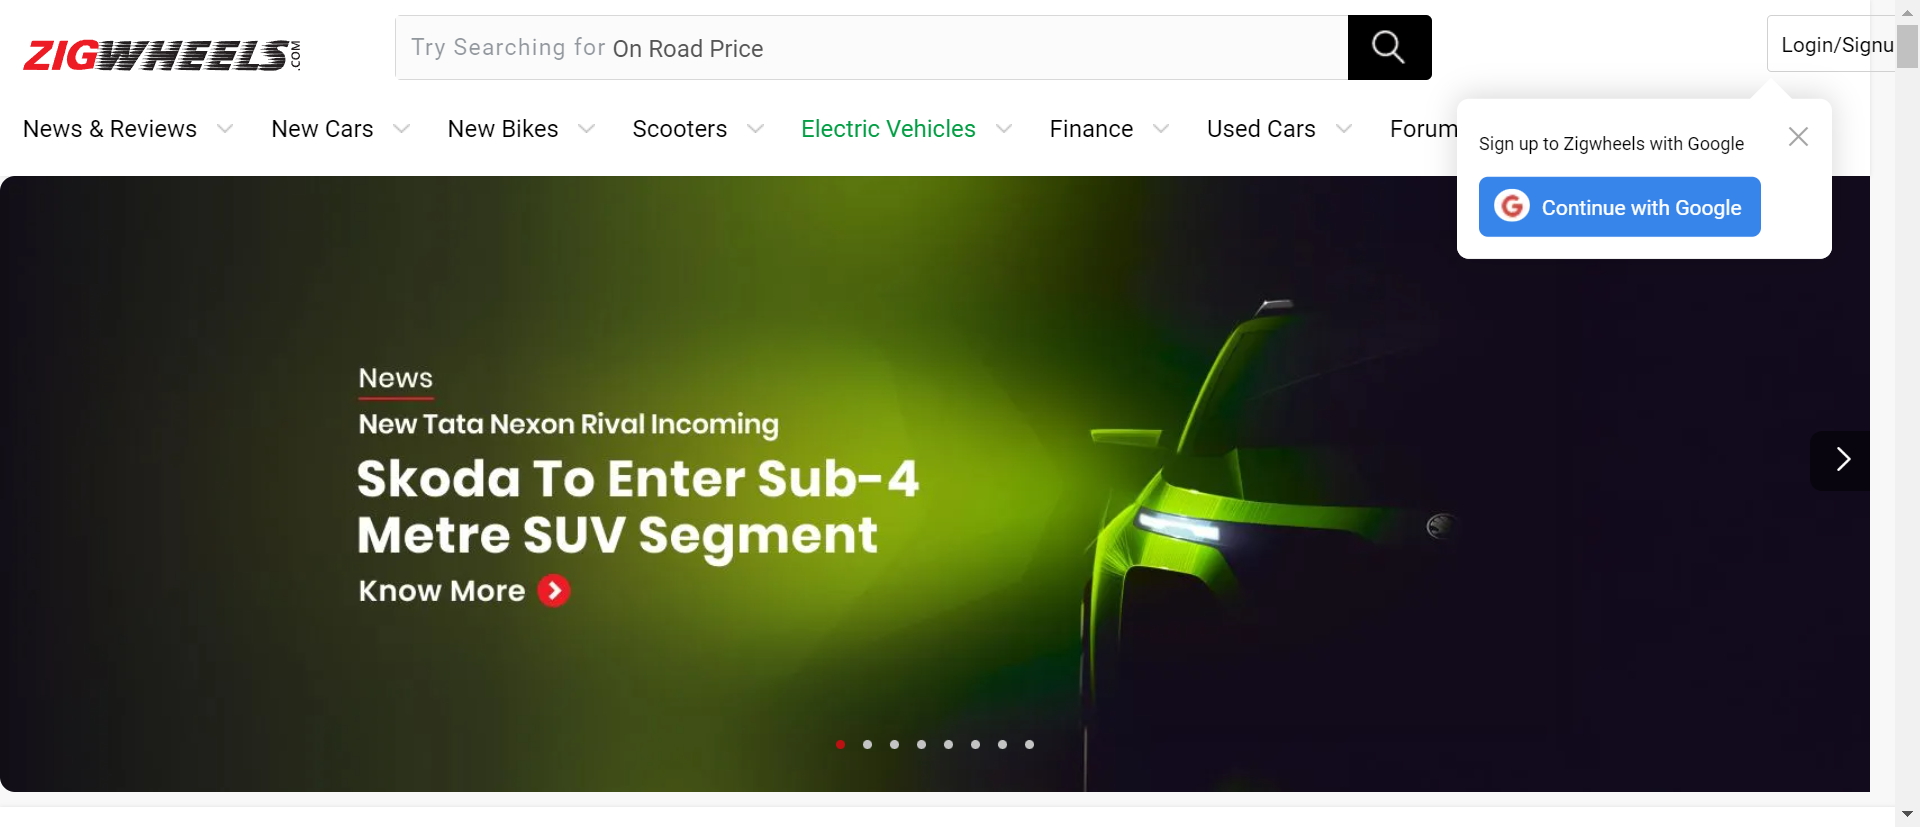 ZIGWHEELS.COM
Try Searching for On Road Price
Login/Signu
News & Reviews
New Cars
New Bikes
Scooters
Electric Vehicles
Finance
Used Cars
Forum
Sign up to Zigwheels with Google
G Continue with Google
News
New Tata Nexon Rival Incoming
Skoda To Enter Sub-4
Metre SUV Segment
Know More